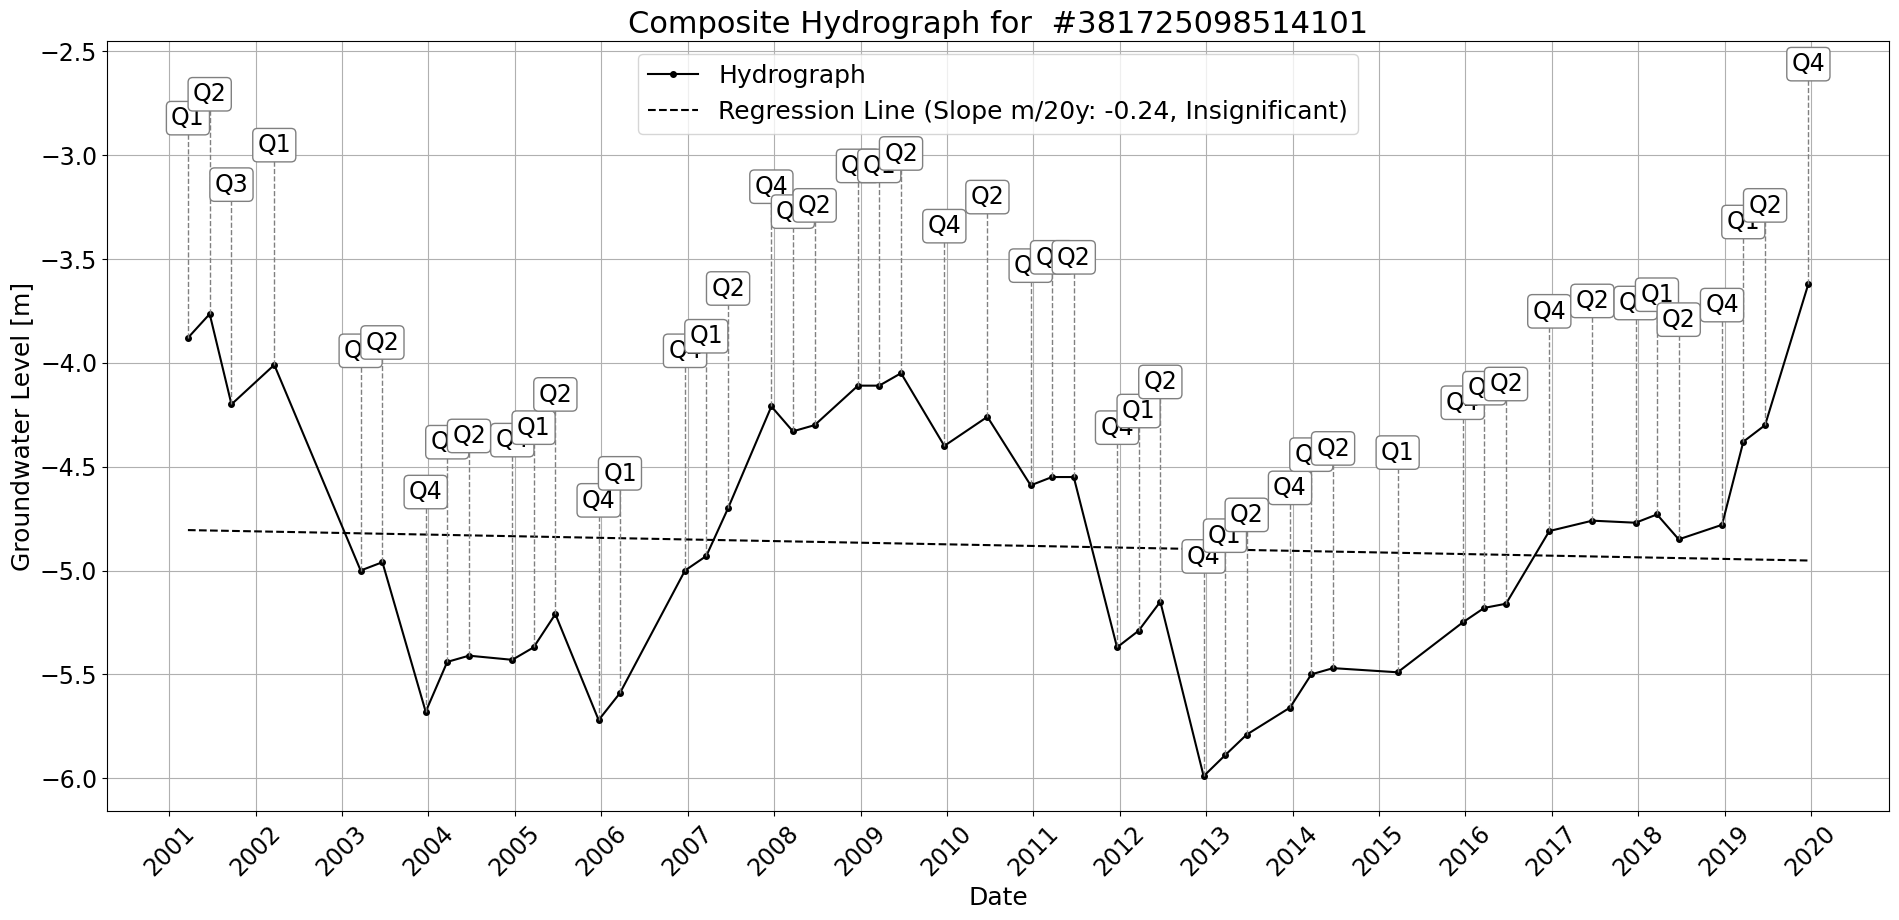 Composite Hydrograph for  #381725098514101
Hydrograph
Regression Line (Slope m/20y: -0.24, Insignificant)
Groundwater Level [m]
−2.5
−3.0
−3.5
−4.0
−4.5
−5.0
−5.5
−6.0
Q1
Q2
Q3
Q1
Q2
Q4
Q2
Q1
Q2
Q4
Q1
Q4
Q1
Q2
Q4
Q2
Q1
Q2
Q4
Q2
Q2
Q4
Q1
Q2
Q4
Q1
Q2
Q4
Q2
Q1
Q4
Q2
Q4
Q2
Q1
Q2
Q4
Q1
Q2
Q4
2001
2002
2003
2004
2005
2006
2007
2008
2009
2010
2011
2012
2013
2014
2015
2016
2017
2018
2019
2020
Date